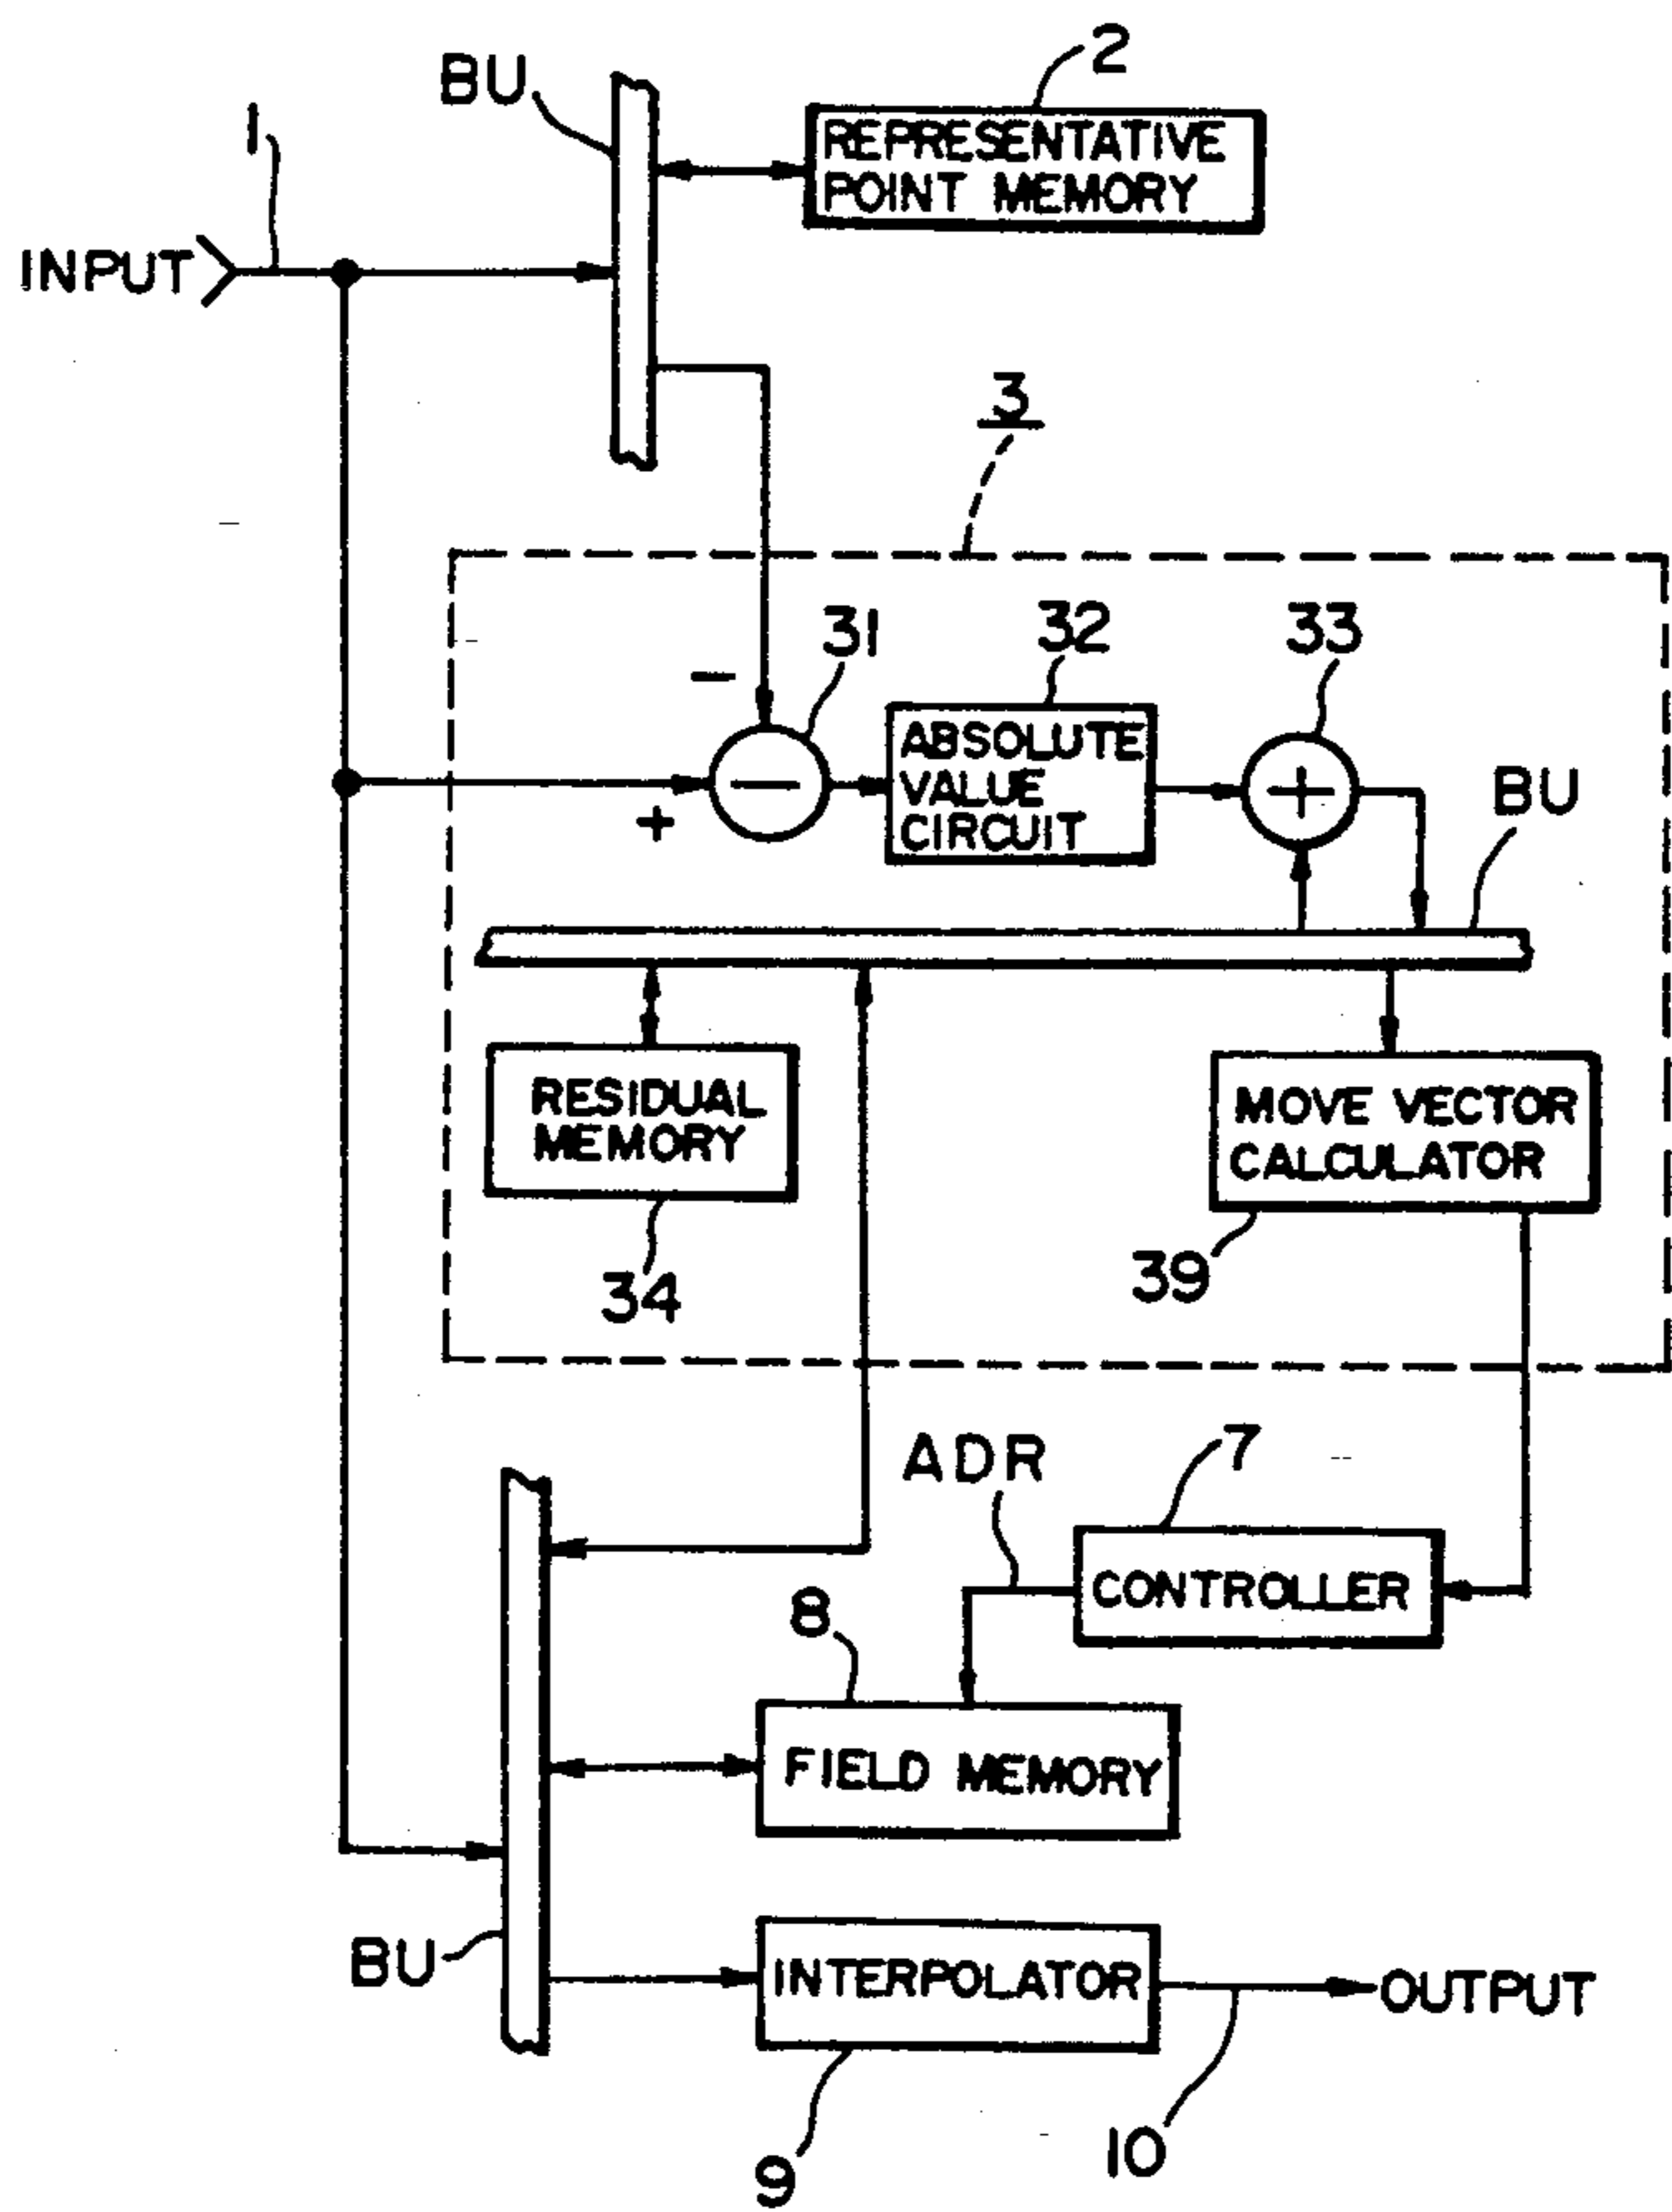 2
BU
1
REPRESENTATIVE
POINT MEMORY
INPUT
3
31
32
33
−
ABSOLUTE
VALUE
CIRCUIT
−
+
+
BU
RESIDUAL
MEMORY
MOVE VECTOR
CALCULATOR
34
39
ADR
7
CONTROLLER
8
FIELD MEMORY
BU
INTERPOLATOR
OUTPUT
10
9